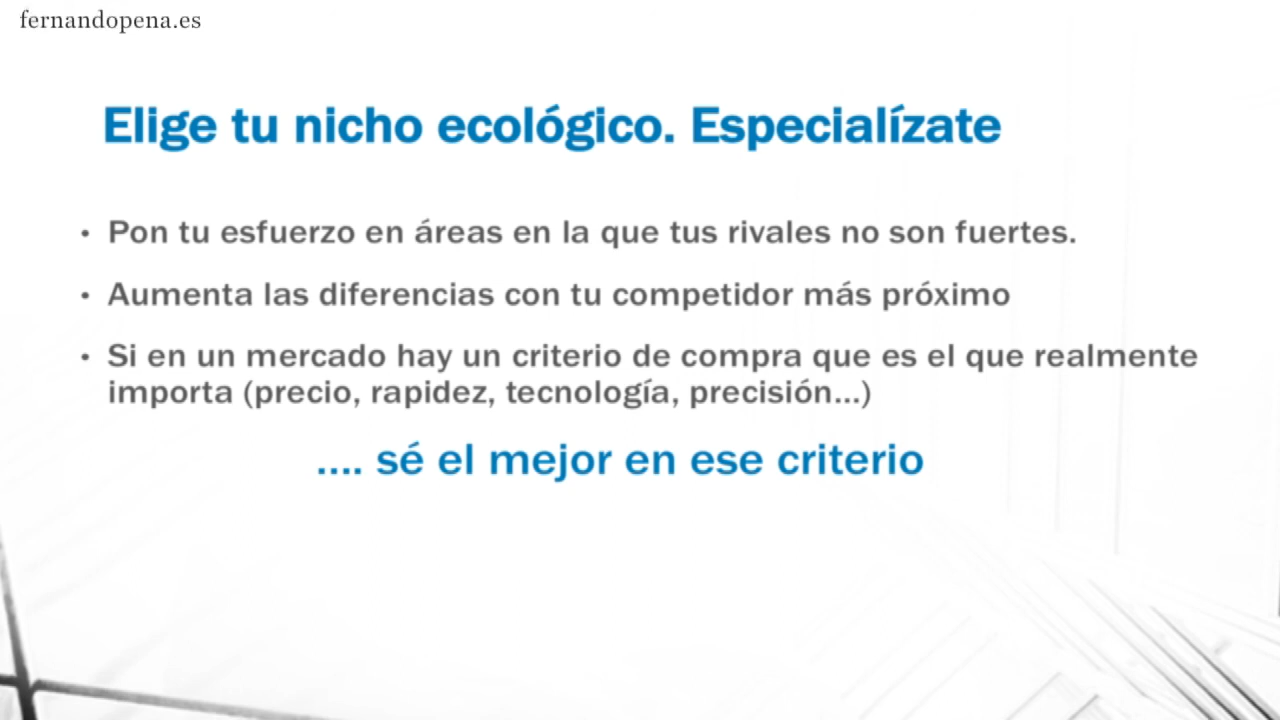 fernandopena.es
Elige tu nicho ecológico. Especialízate
• Pon tu esfuerzo en áreas en la que tus rivales no son fuertes.
• Aumenta las diferencias con tu competidor más próximo
• Si en un mercado hay un criterio de compra que es el que realmente
importa (precio, rapidez, tecnología, precisión...)
.... sé el mejor en ese criterio